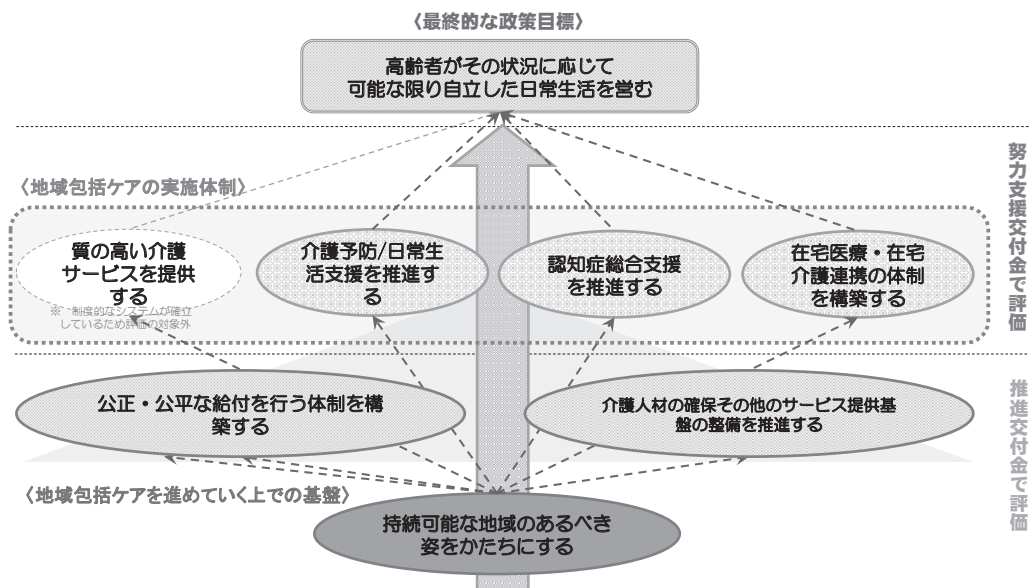 〈最終的な政策目標〉
高齢者がその状況に応じて
可能な限り自立した日常生活を営む
〈地域包括ケアの実施体制〉
質の高い介護
サービスを提供
する
※ 制度的なシステムが確立
しているため評価の対象外
介護予防/日常生
活支援を推進す
る
認知症総合支援
を推進する
在宅医療・在宅
介護連携の体制
を構築する
努力支援交付金で評価
公正・公平な給付を行う体制を構
築する
介護人材の確保その他のサービス提供基
盤の整備を推進する
推進交付金で評価
〈地域包括ケアを進めていく上での基盤〉
持続可能な地域のあるべき
姿をかたちにする